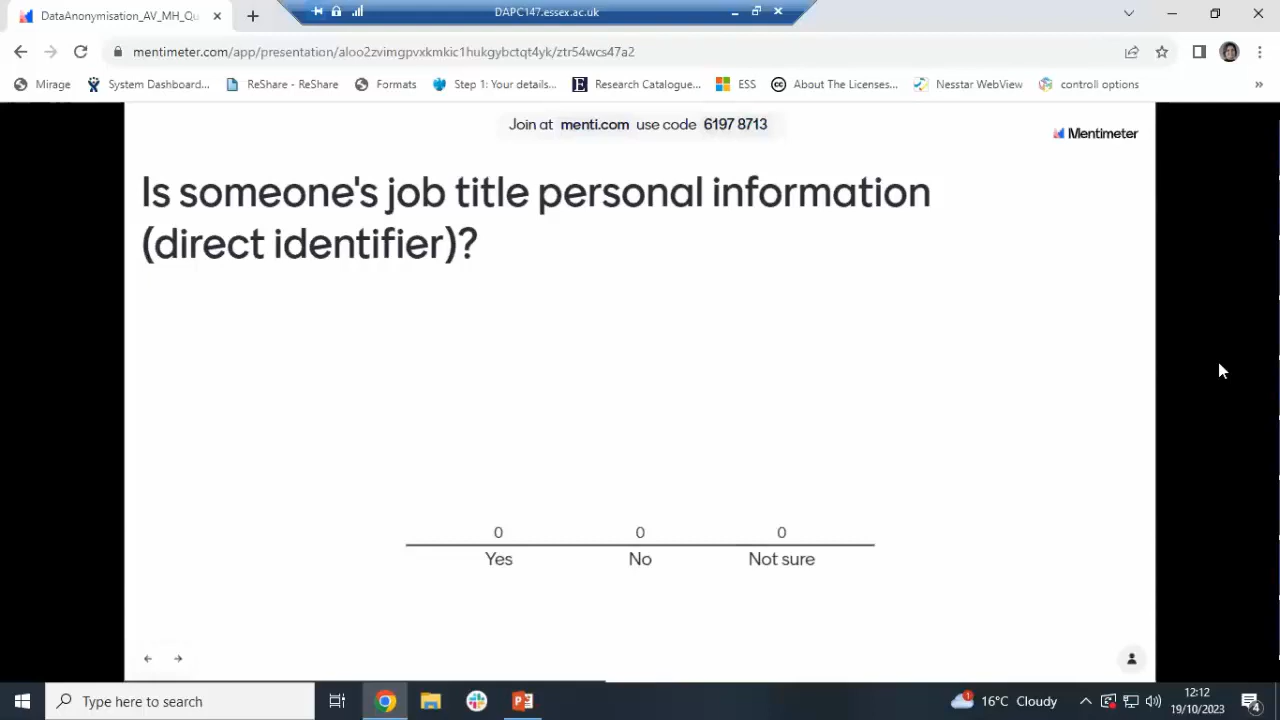 DataAnonymisation_AV_MH_Qu
DAPC147.essex.ac.uk
mentimeter.com/app/presentation/aloo2zvimgpvxkmkic1hukgybctqt4yk/ztr54wcs47a2
Mirage System Dashboard... ReShare - ReShare Formats Step 1: Your details... Research Catalogue... ESS About The Licenses... Nesstar WebView controll options »
Join at menti.com use code 6197 8713
Mentimeter
Is someone's job title personal information
(direct identifier)?
0 0 0
Yes No Not sure
Type here to search
16°C Cloudy
12:12
19/10/2023